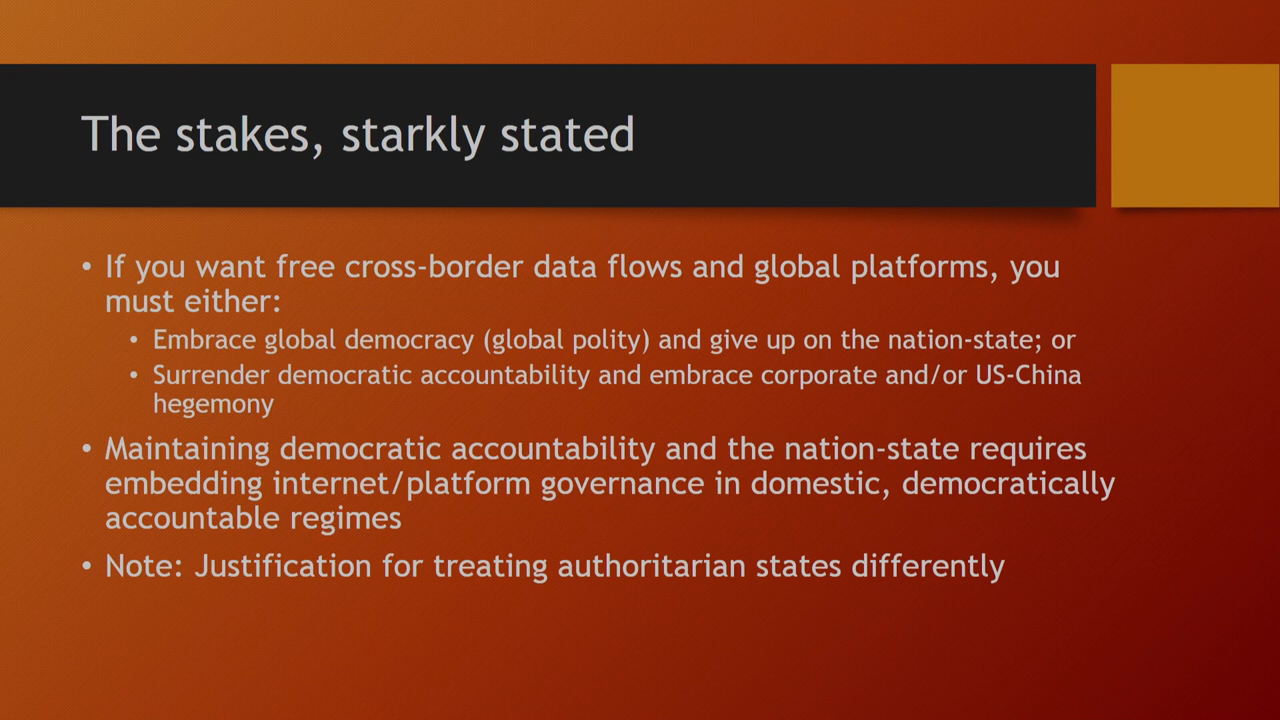 The stakes, starkly stated
• If you want free cross-border data flows and global platforms, you
must either:
• Embrace global democracy (global polity) and give up on the nation-state; or
• Surrender democratic accountability and embrace corporate and/or US-China
hegemony
• Maintaining democratic accountability and the nation-state requires
embedding internet/platform governance in domestic, democratically
accountable regimes
• Note: Justification for treating authoritarian states differently